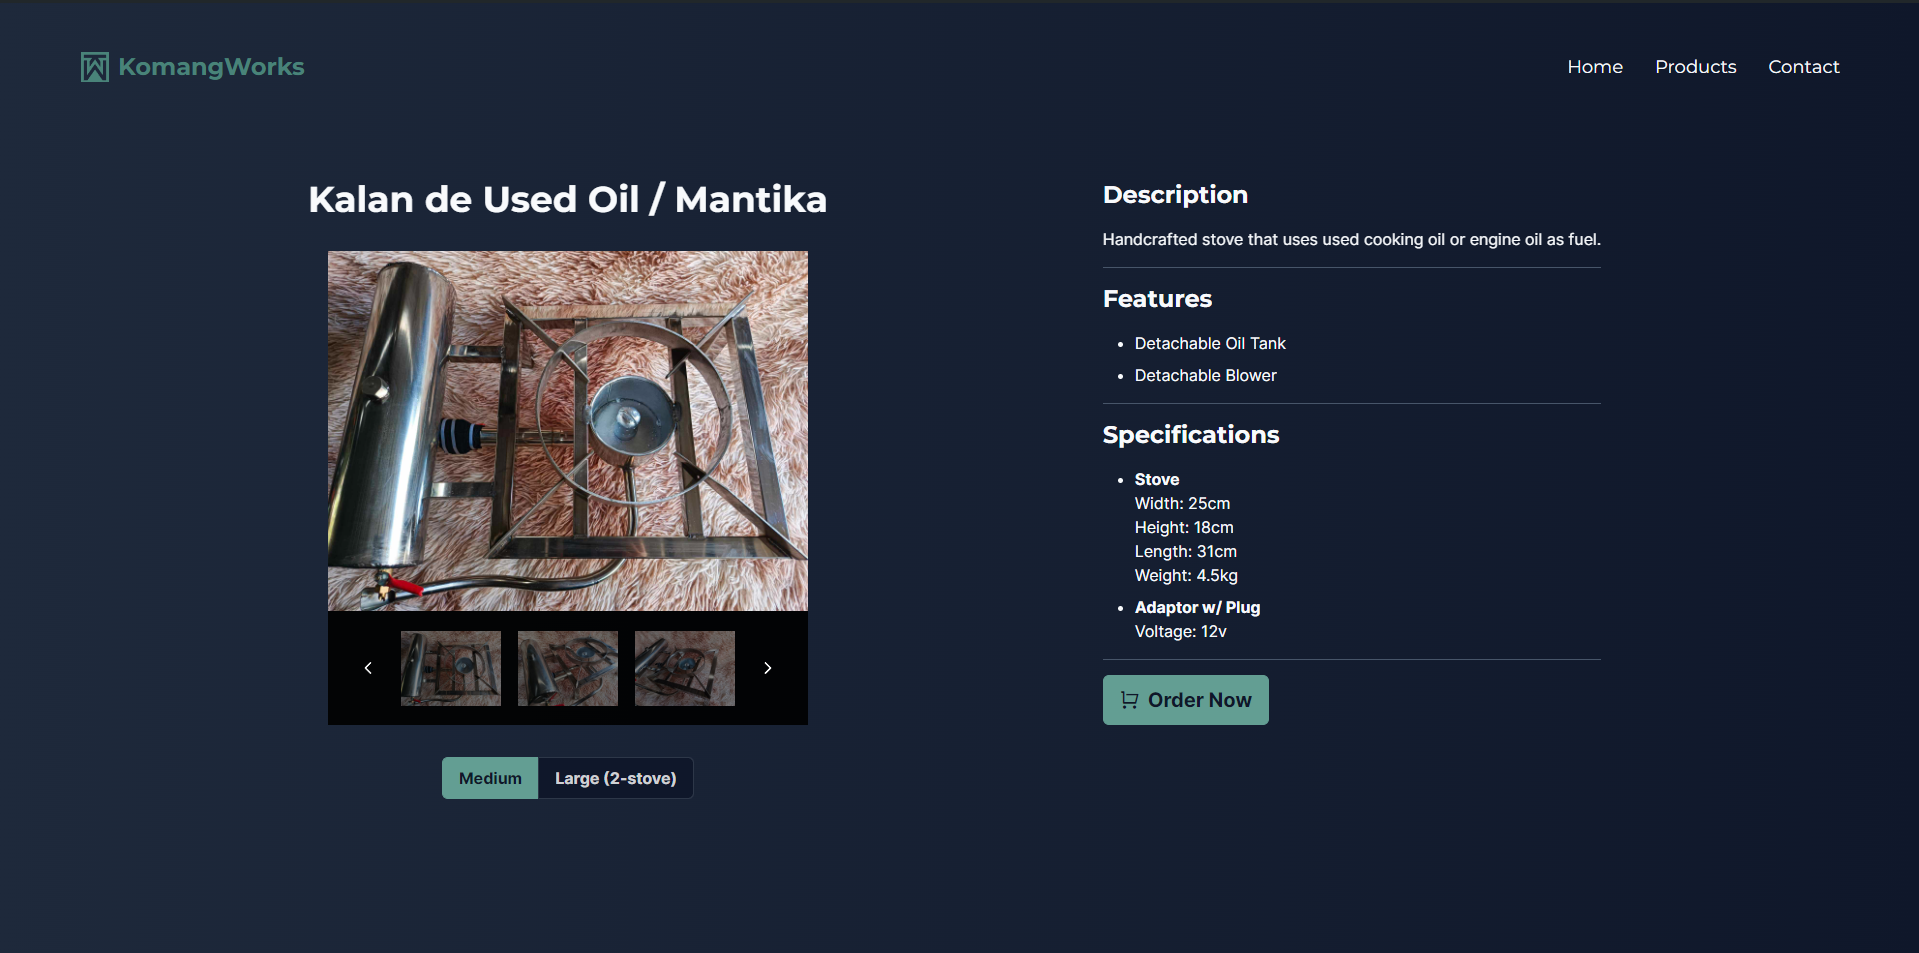 KomangWorks
Home
Products
Contact
Kalan de Used Oil / Mantika
Medium
Large (2-stove)
Description
Handcrafted stove that uses used cooking oil or engine oil as fuel.
Features
Detachable Oil Tank
Detachable Blower
Specifications
Stove
Width: 25cm
Height: 18cm
Length: 31cm
Weight: 4.5kg
Adaptor w/ Plug
Voltage: 12v
Order Now